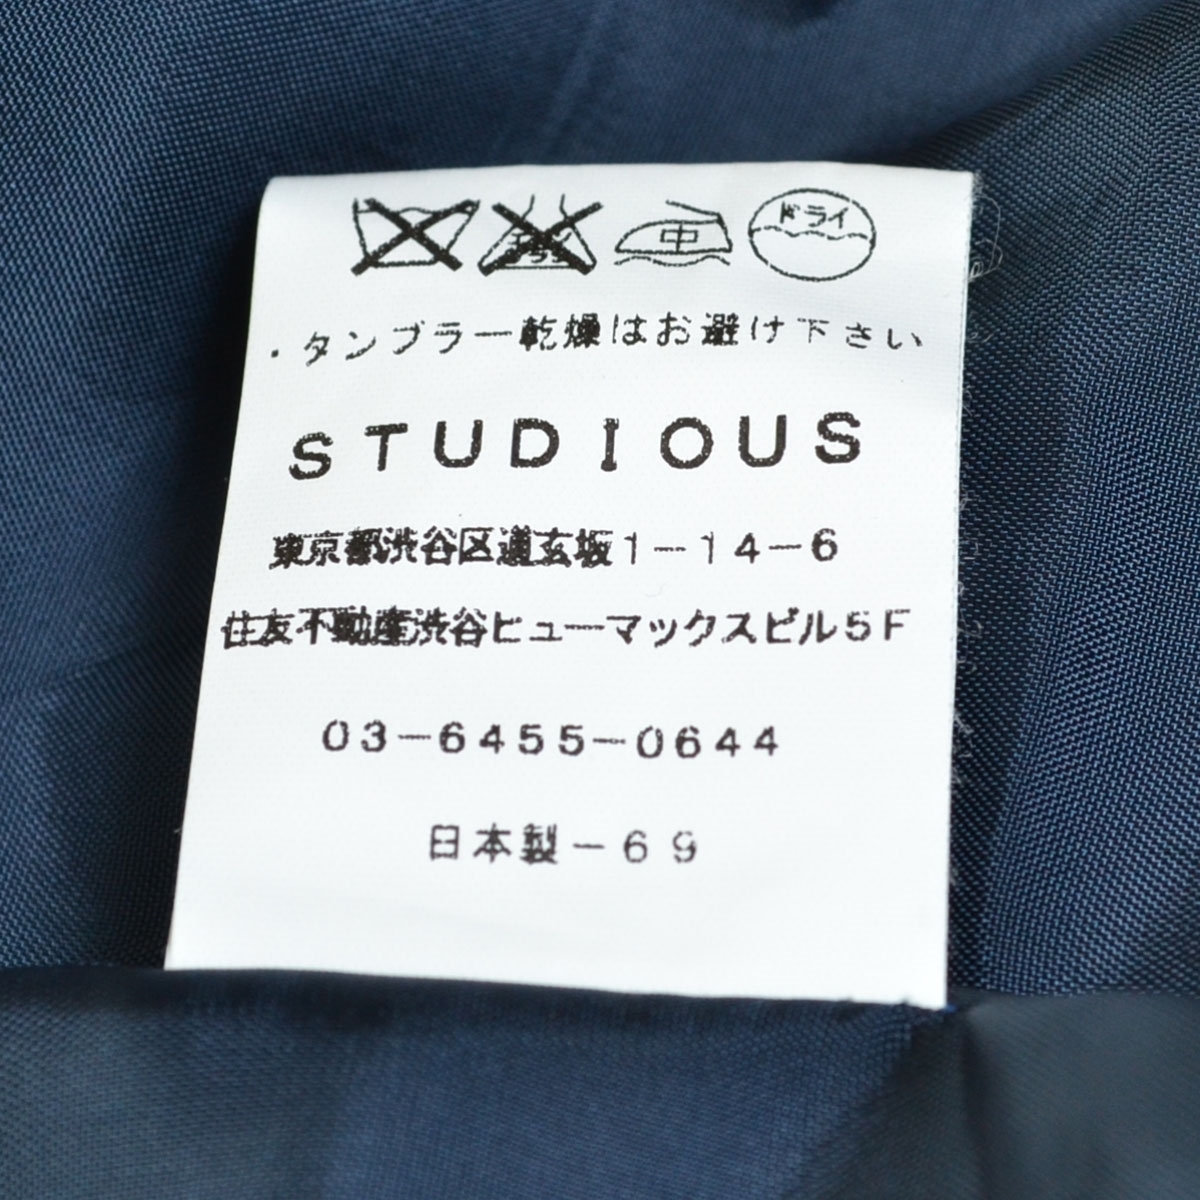 中 ドライ
・タンブラー乾燥はお避け下さい
STUDIOUS
東京都渋谷区道玄坂1-14-6
住友不動産渋谷ヒューマックスビル5F
03-6455-0644
日本製-69